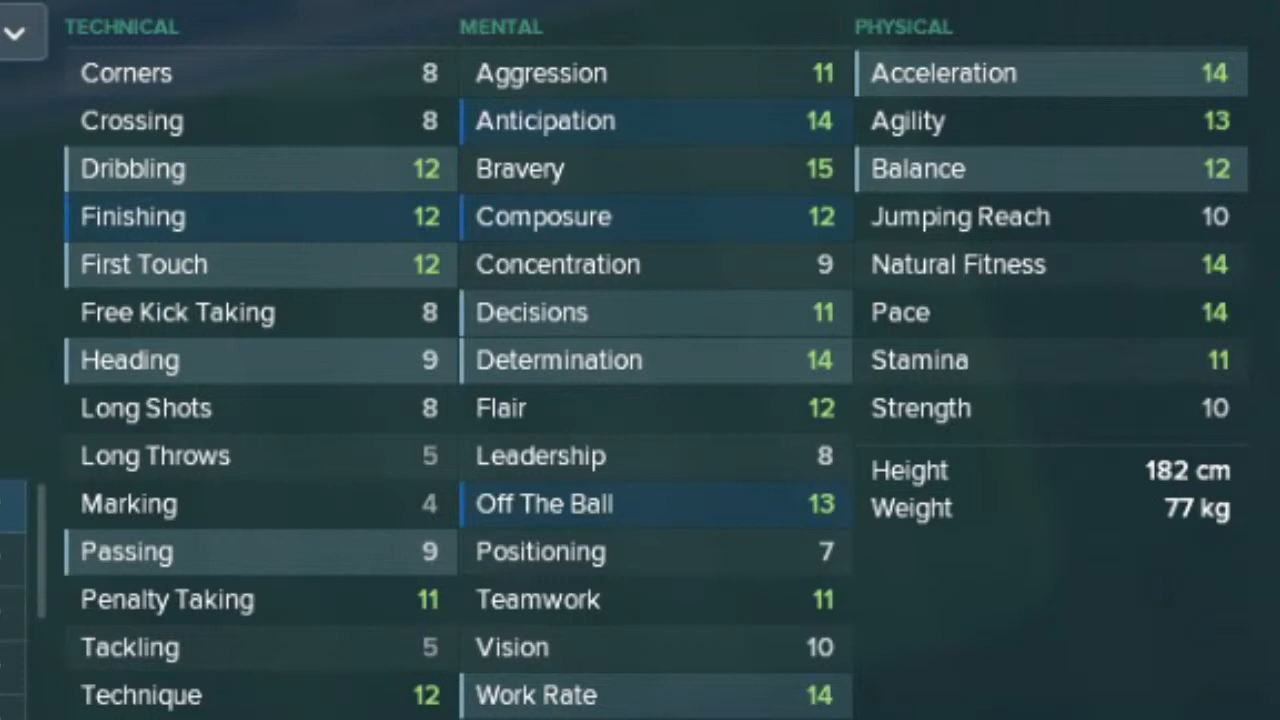 TECHNICAL MENTAL PHYSICAL
Corners 8 Aggression 11 Acceleration 14
Crossing 8 Anticipation 14 Agility 13
Dribbling 12 Bravery 15 Balance 12
Finishing 12 Composure 12 Jumping Reach 10
First Touch 12 Concentration 9 Natural Fitness 14
Free Kick Taking 8 Decisions 11 Pace 14
Heading 9 Determination 14 Stamina 11
Long Shots 8 Flair 12 Strength 10
Long Throws 5 Leadership 8 Height 182 cm
Marking 4 Off The Ball 13 Weight 77 kg
Passing 9 Positioning 7
Penalty Taking 11 Teamwork 11
Tackling 5 Vision 10
Technique 12 Work Rate 14